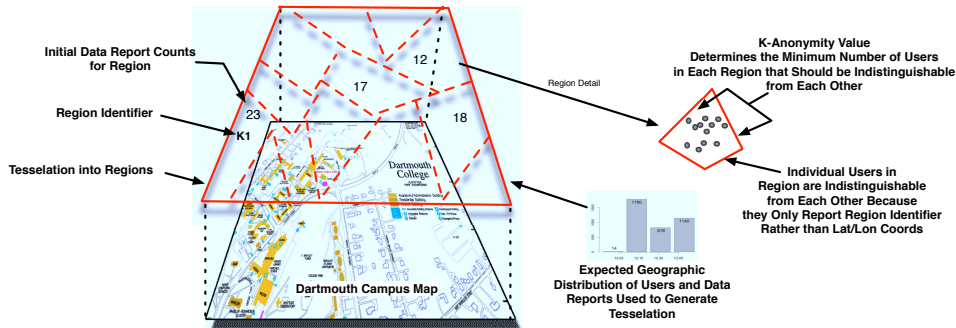 Initial Data Report Counts
for Region
Region Identifier
Tesselation into Regions
12
17
18
23
K1
Dartmouth
College
Dartmouth Campus Map
Region Detail
K-Anonymity Value
Determines the Minimum Number of Users
in Each Region that Should be Indistinguishable
from Each Other
Individual Users in
Region are Indistinguishable
from Each Other Because
they Only Report Region Identifier
Rather than Lat/Lon Coords
14
Expected Geographic
Distribution of Users and Data
Reports Used to Generate
Tesselation